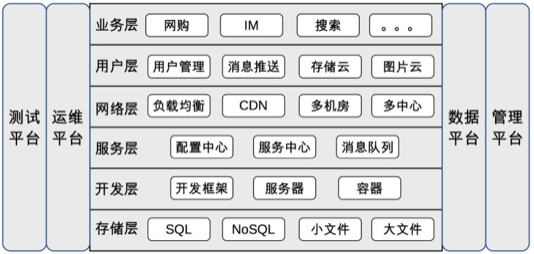 测试
平台
运维
平台
业务层 网购 IM 搜索 。。。
用户层 用户管理 消息推送 存储云 图片云
网络层 负载均衡 CDN 多机房 多中心
服务层 配置中心 服务中心 消息队列
开发层 开发框架 服务器 容器
存储层 SQL NoSQL 小文件 大文件
数据
平台
管理
平台